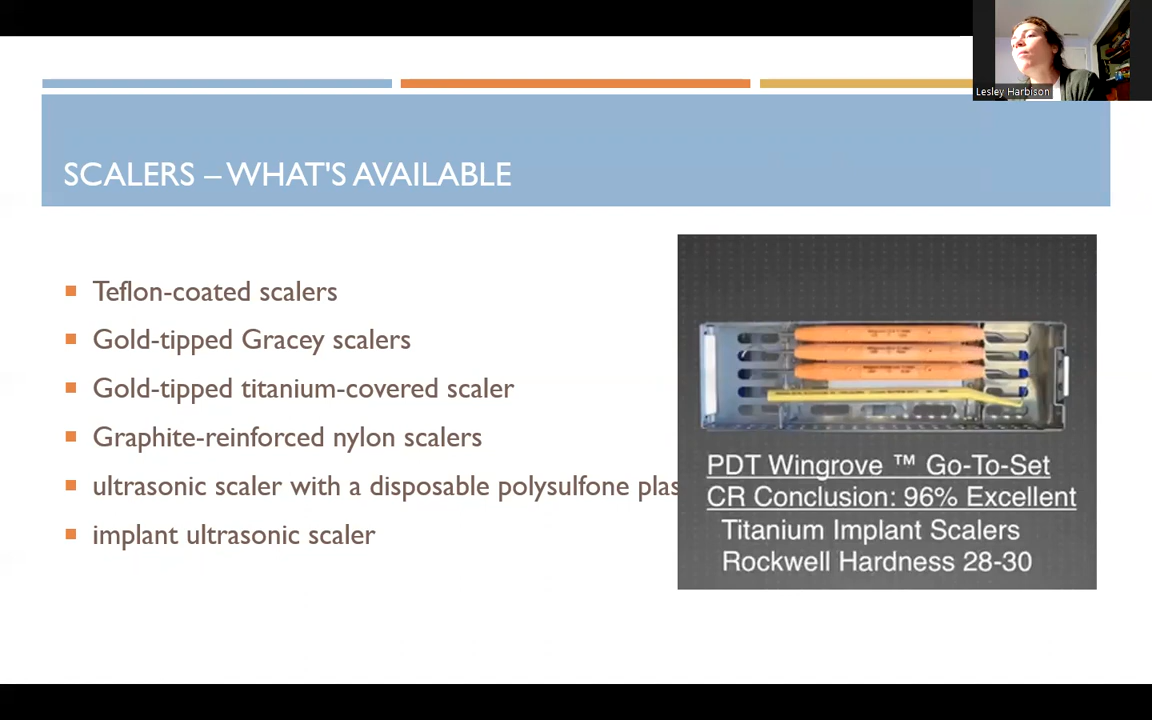 Lesley Harbison
SCALERS – WHAT'S AVAILABLE
Teflon-coated scalers
Gold-tipped Gracey scalers
Gold-tipped titanium-covered scaler
Graphite-reinforced nylon scalers
ultrasonic scaler with a disposable polysulfone plas
implant ultrasonic scaler
PDT Wingrove ™ Go-To-Set
CR Conclusion: 96% Excellent
Titanium Implant Scalers
Rockwell Hardness 28-30